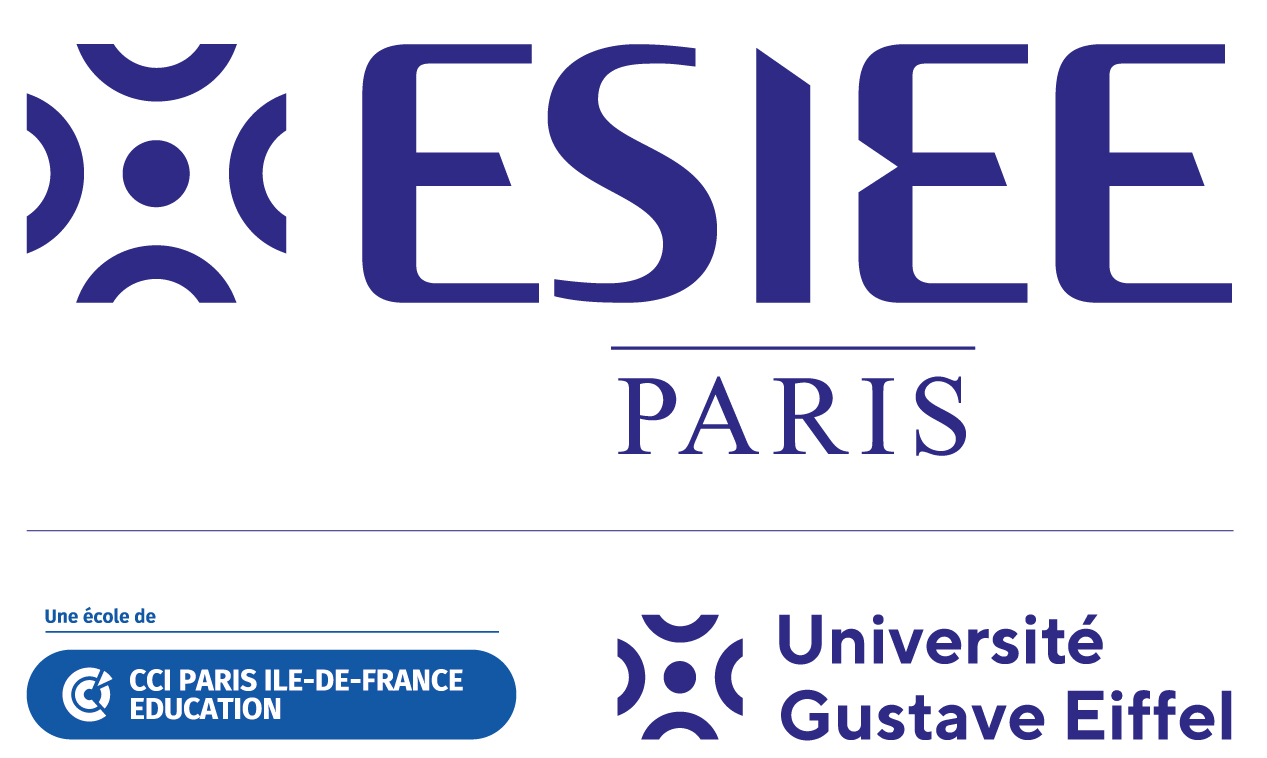 ESIEE
PARIS
Une école de
CCI PARIS ILE-DE-FRANCE
EDUCATION
Université
Gustave Eiffel